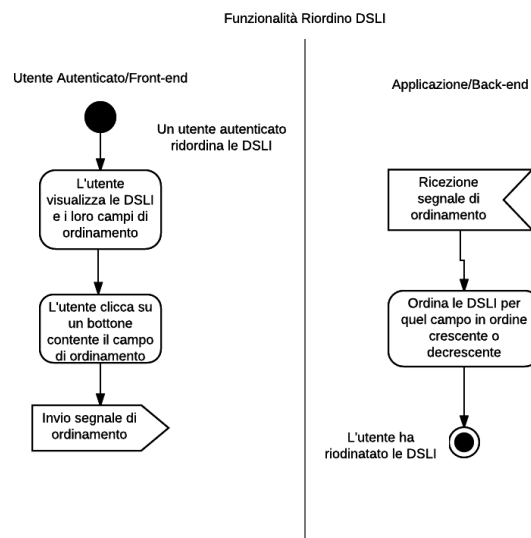 Funzionalità Riordino DSLI
Utente Autenticato/Front-end
Un utente autenticato
ridordina le DSLI
L'utente
visualizza le DSLI
e i loro campi di
ordinamento
L'utente clicca su
un bottone
contente il campo
di ordinamento
Invio segnale di
ordinamento
Applicazione/Back-end
Ricezione
segnale di
ordinamento
Ordina le DSLI per
quel campo in ordine
crescente o
decrescente
L'utente ha
riodinatato le DSLI